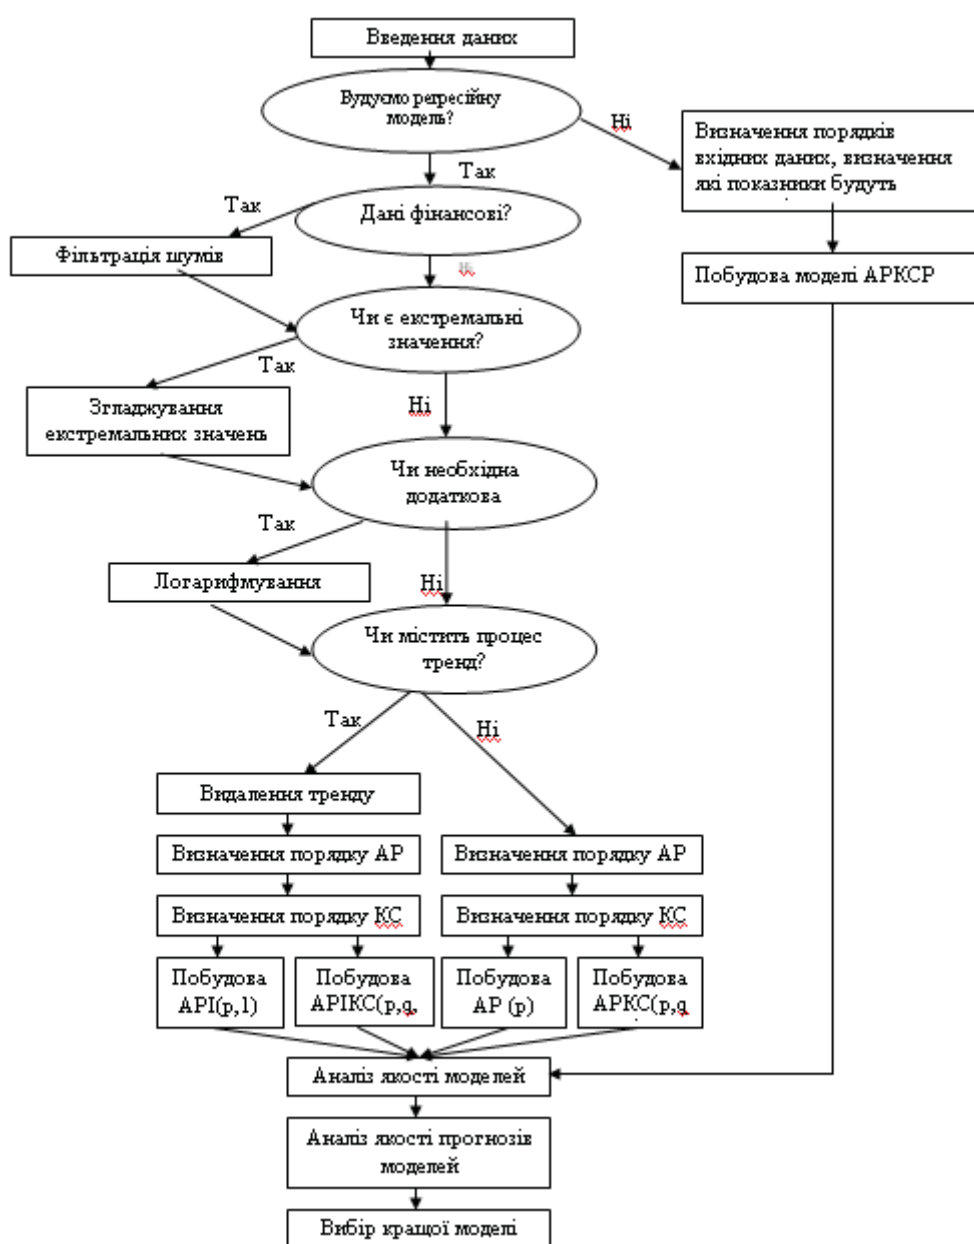 Введення даних
Будуємо регресійну
модель?
Ні
Визначення порядків
вхідних даних, визначення
які показники будуть
Так
Так
Дані фінансові?
Фільтрація шумів
Ні
Побудова моделі АРКСР
Чи є екстремальні
значення?
Так
Згладжування
екстремальних значень
Ні
Чи необхідна
додаткова
Так
Логарифмування
Ні
Чи містить процес
тренд?
Так
Ні
Видалення тренду
Визначення порядку АР
Визначення порядку АР
Визначення порядку КС
Визначення порядку КС
Побудова
АРІ(p,1)
Побудова
АРІКС(p,q,
Побудова
АР (p)
Побудова
АРКС(p,q
Аналіз якості моделей
Аналіз якості прогнозів
моделей
Вибір кращої моделі